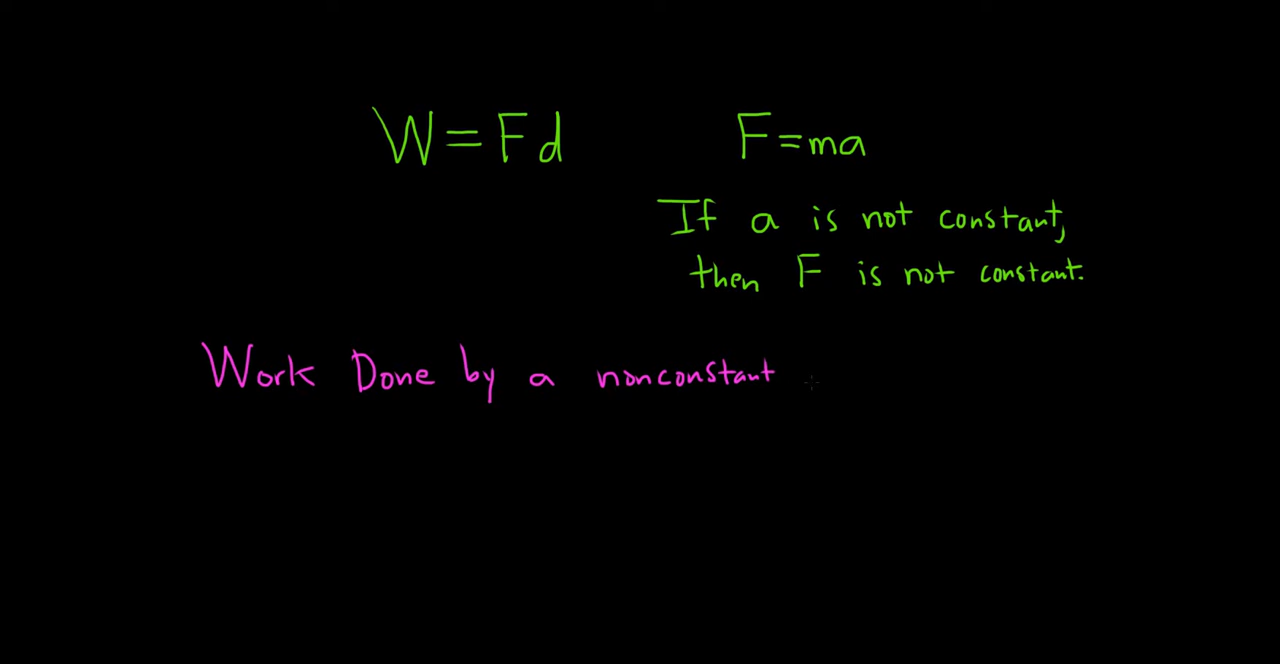 W = Fd F = ma
If a is not constant,
then F is not constant.
Work Done by a nonconstant